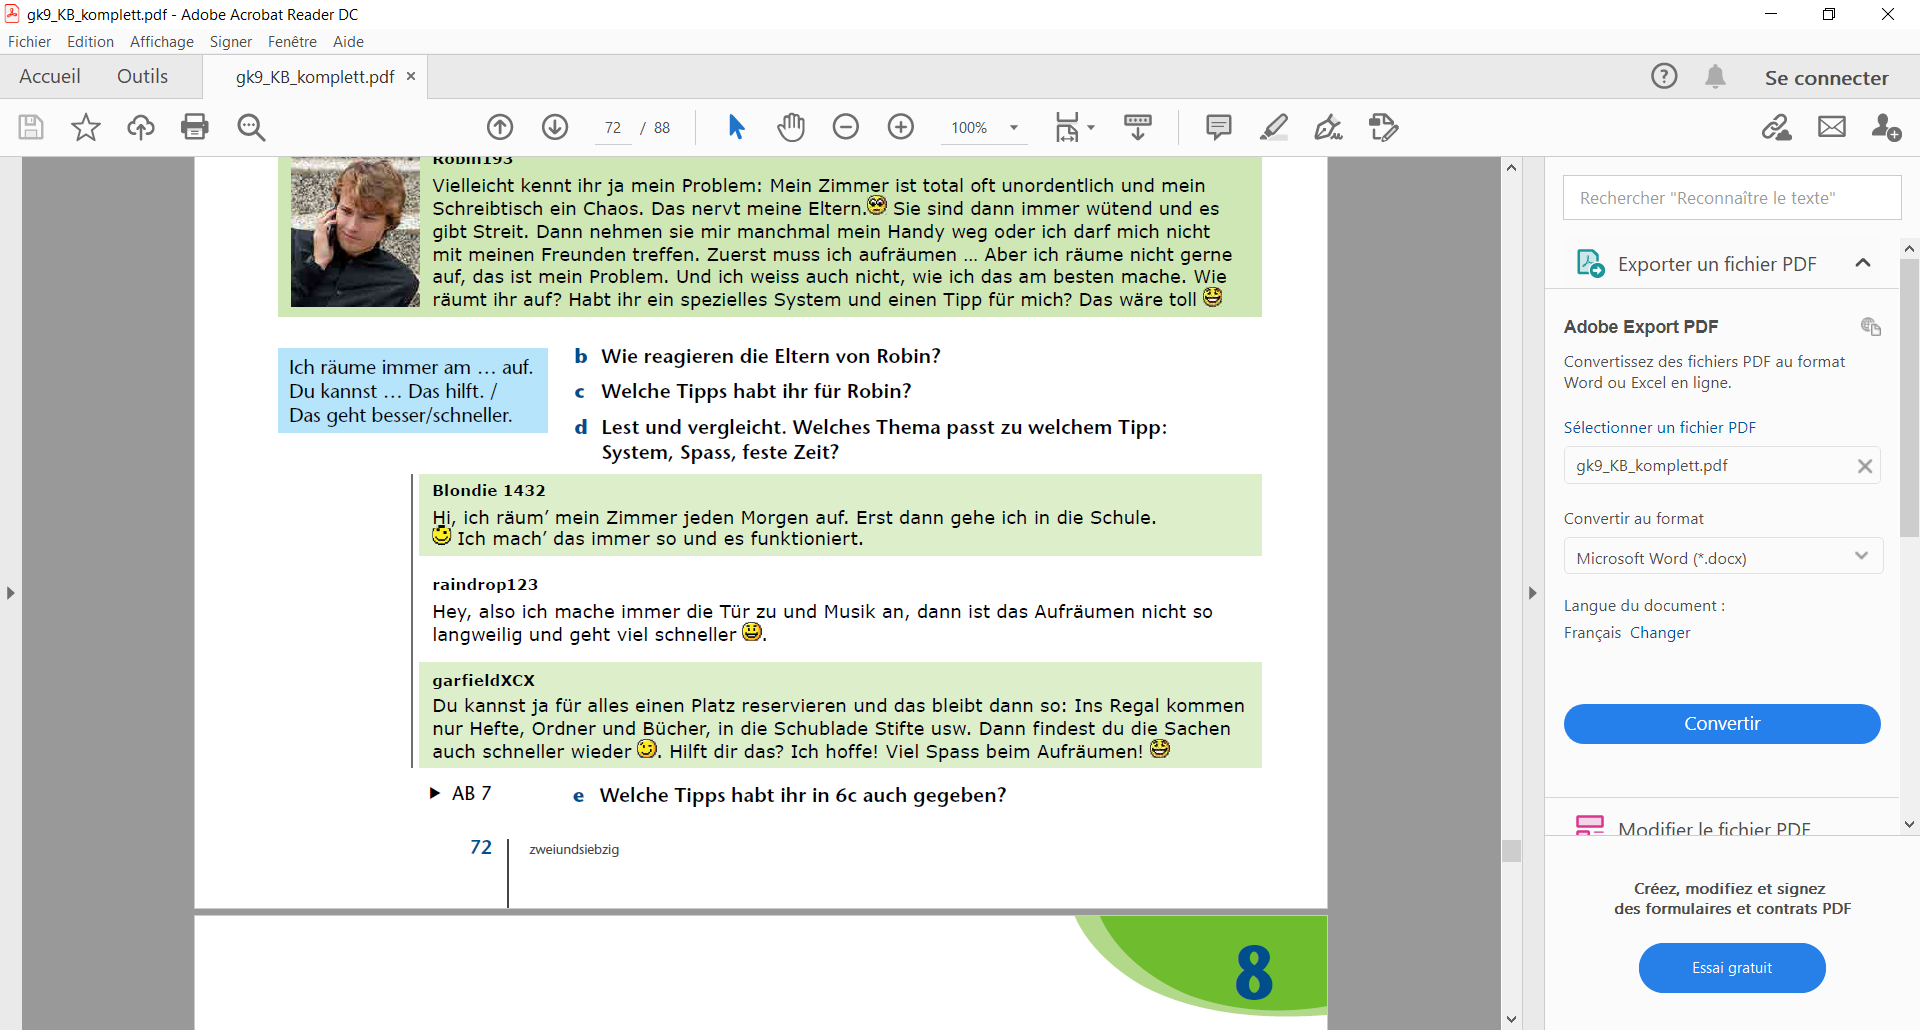 gk9_KB_komplett.pdf - Adobe Acrobat Reader DC
Fichier Edition Affichage Signer Fenêtre Aide
Accueil Outils gk9_KB_komplett.pdf × Se connecter
72 / 88 100%
Robin193
Vielleicht kennt ihr ja mein Problem: Mein Zimmer ist total oft unordentlich und mein
Schreibtisch ein Chaos. Das nervt meine Eltern. Sie sind dann immer wütend und es
gibt Streit. Dann nehmen sie mir manchmal mein Handy weg oder ich darf mich nicht
mit meinen Freunden treffen. Zuerst muss ich aufräumen ... Aber ich räume nicht gerne
auf, das ist mein Problem. Und ich weiss auch nicht, wie ich das am besten mache. Wie
räumt ihr auf? Habt ihr ein spezielles System und einen Tipp für mich? Das wäre toll
Ich räume immer am ... auf.
Du kannst ... Das hilft. /
Das geht besser/schneller.
b Wie reagieren die Eltern von Robin?
c Welche Tipps habt ihr für Robin?
d Lest und vergleicht. Welches Thema passt zu welchem Tipp:
System, Spass, feste Zeit?
Blondie 1432
Hi, ich räum’ mein Zimmer jeden Morgen auf. Erst dann gehe ich in die Schule.
Ich mach’ das immer so und es funktioniert.
raindrop123
Hey, also ich mache immer die Tür zu und Musik an, dann ist das Aufräumen nicht so
langweilig und geht viel schneller .
garfieldXCX
Du kannst ja für alles einen Platz reservieren und das bleibt dann so: Ins Regal kommen
nur Hefte, Ordner und Bücher, in die Schublade Stifte usw. Dann findest du die Sachen
auch schneller wieder . Hilft dir das? Ich hoffe! Viel Spass beim Aufräumen!
▶ AB 7
e Welche Tipps habt ihr in 6c auch gegeben?
72 zweiundsiebzig
8
Rechercher "Reconnaître le texte"
Exporter un fichier PDF
Adobe Export PDF
Convertissez des fichiers PDF au format
Word ou Excel en ligne.
Sélectionner un fichier PDF
gk9_KB_komplett.pdf
Convertir au format
Microsoft Word (*.docx)
Langue du document :
Français Changer
Convertir
Modifier le fichier PDF
Créez, modifiez et signez
des formulaires et contrats PDF
Essai gratuit